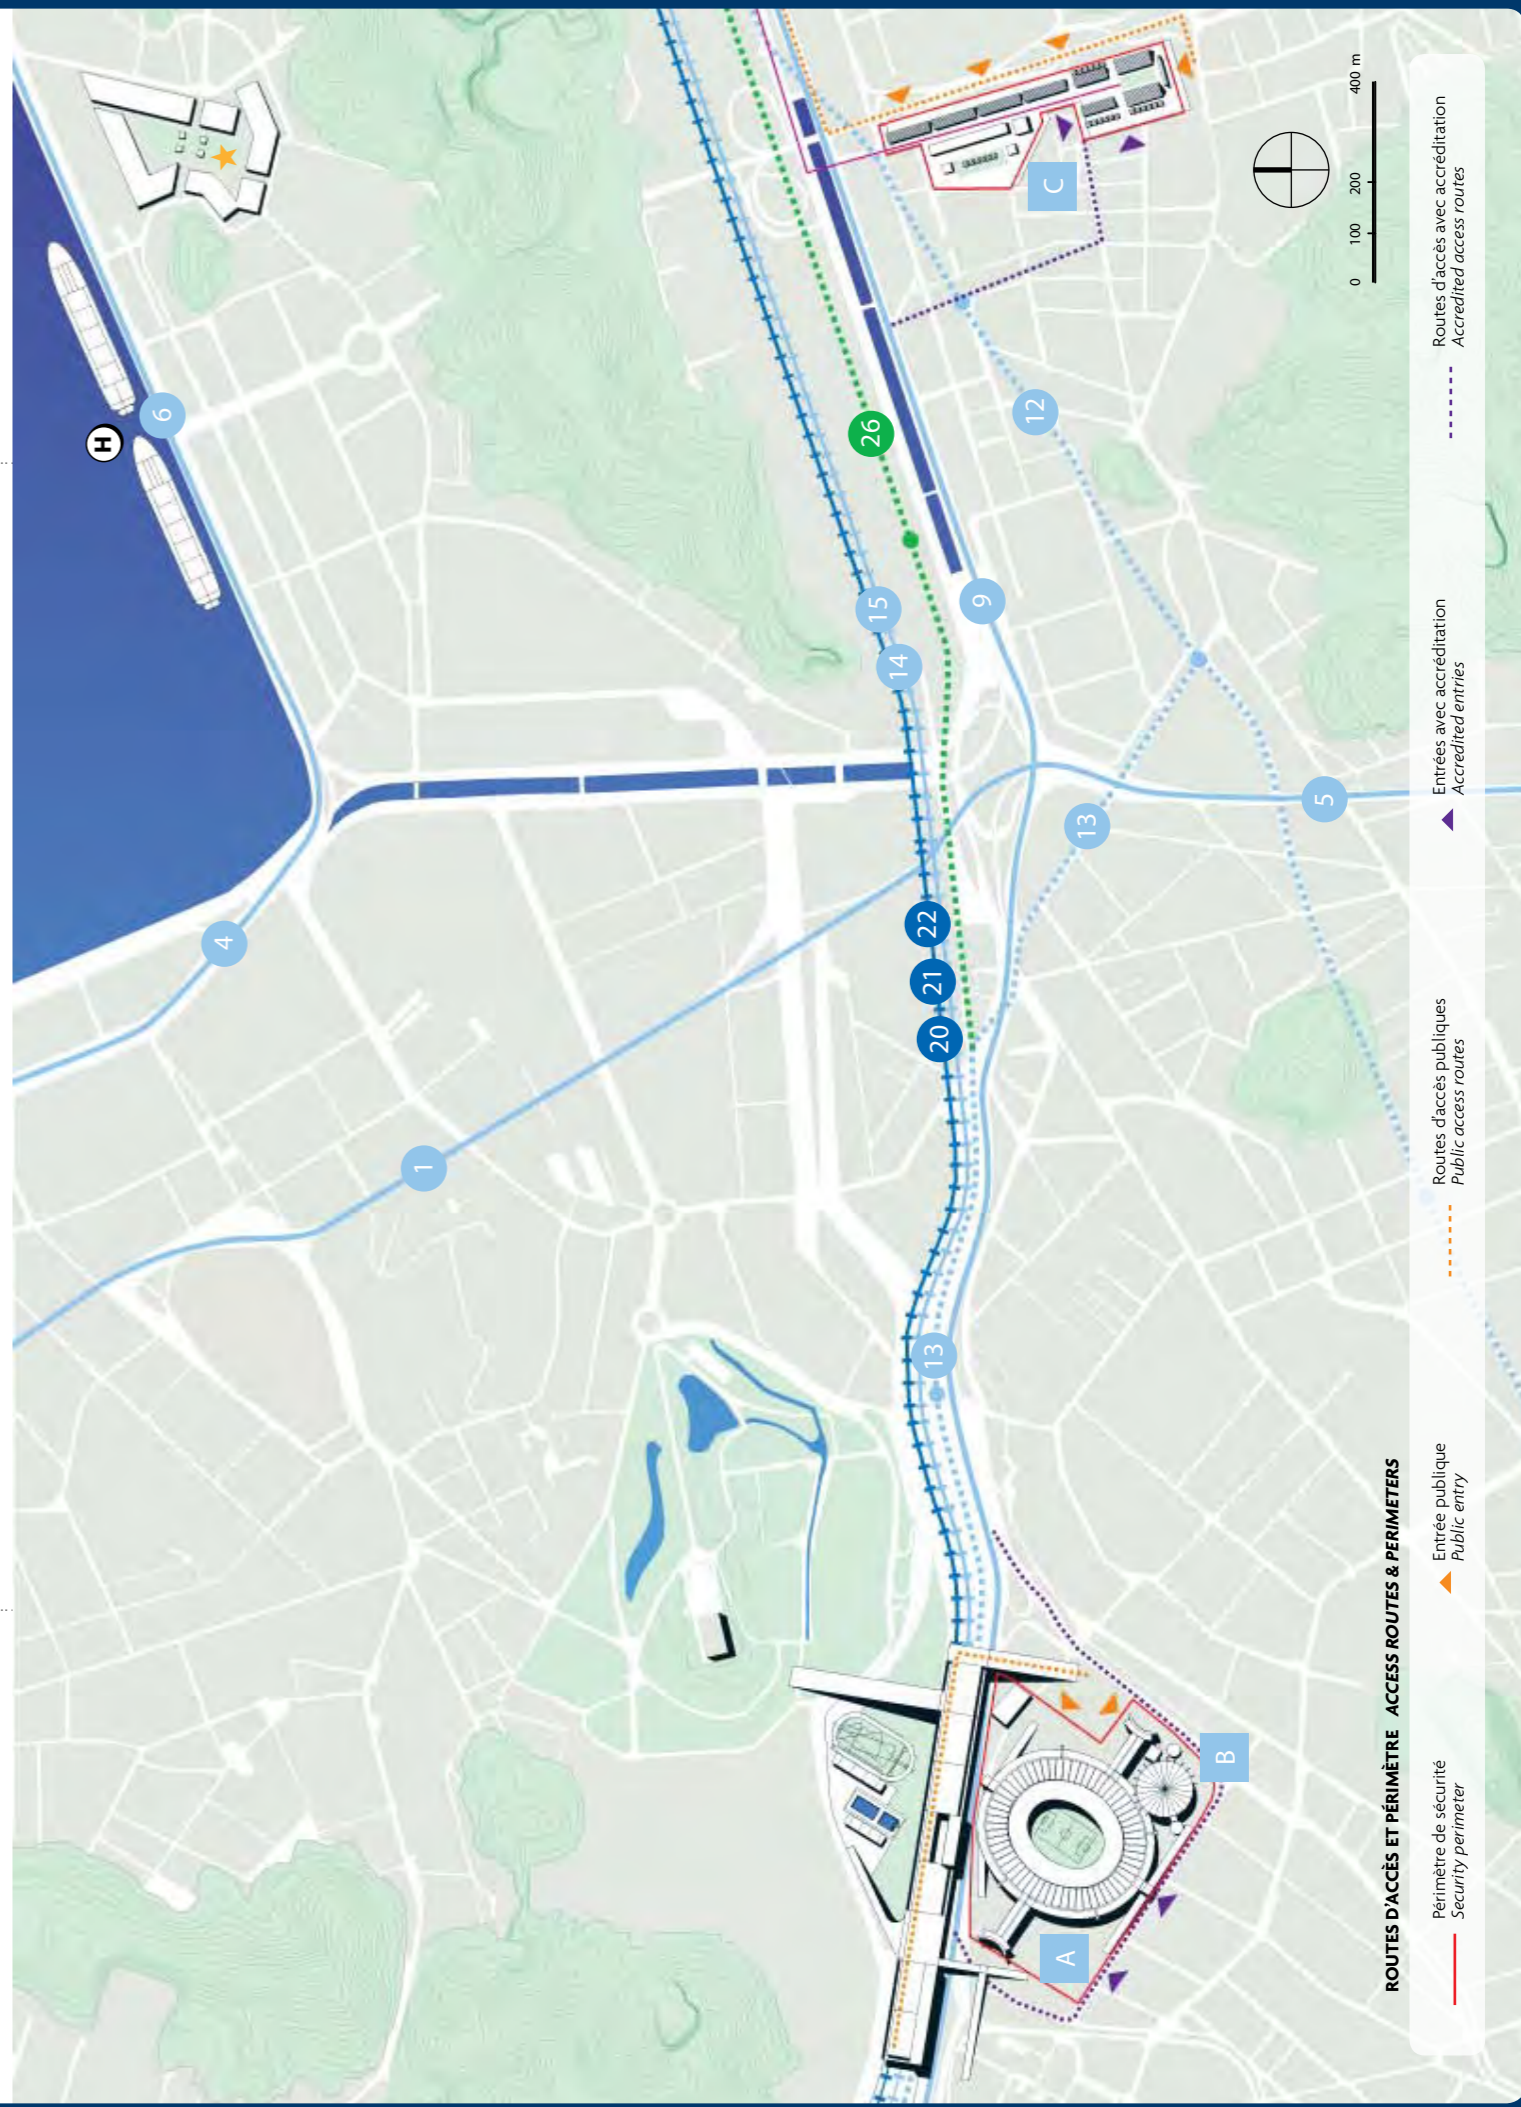 H
6
4
1
26
15
14
13
20
21
22
9
12
C
A
13
B
5
0 100 200 400 m
ROUTES D'ACCÈS ET PÉRIMÈTRE ACCESS ROUTES & PERIMETERS
Périmètre de sécurité
Security perimeter
Entrée publique
Public entry
Routes d'accès publiques
Public access routes
Entrées avec accréditation
Accredited entries
Routes d'accès avec accréditation
Accredited access routes